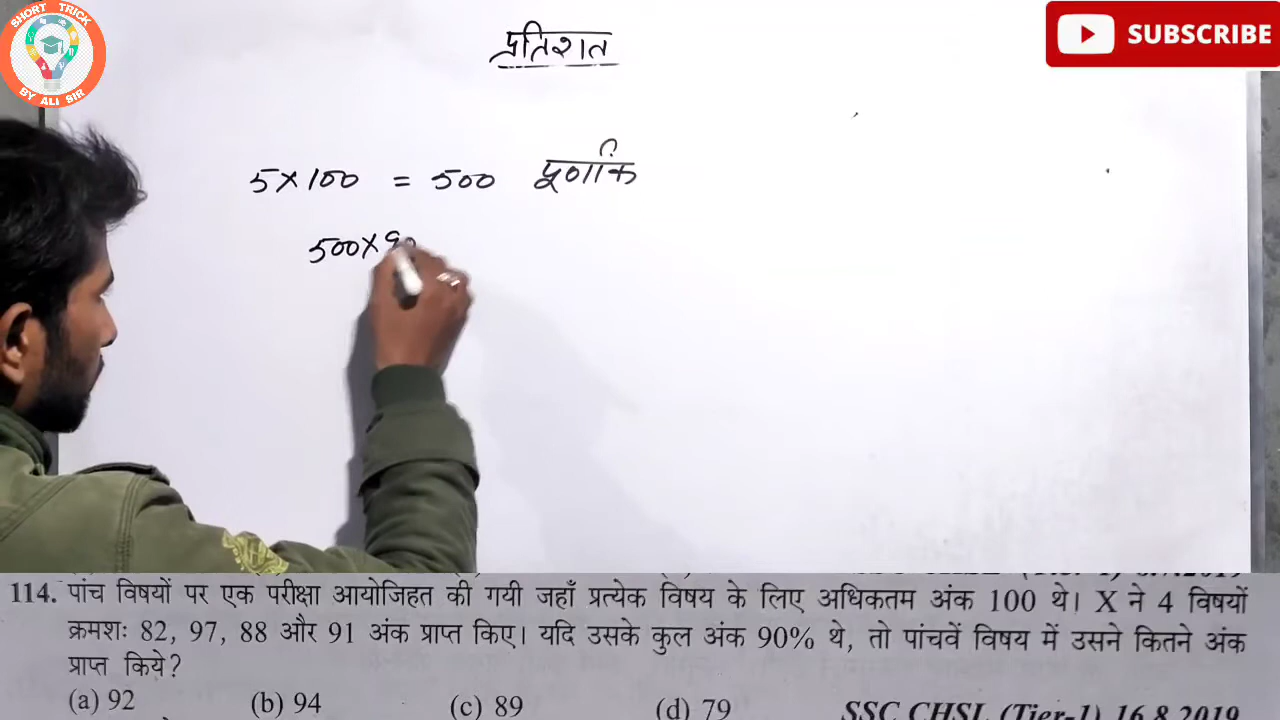 SHORT TRICK
BY ALI SIR
SUBSCRIBE
प्रतिशत
5×100 = 500 पूर्णांक
500×90
114. पांच विषयों पर एक परीक्षा आयोजिहत की गयी जहाँ प्रत्येक विषय के लिए अधिकतम अंक 100 थे। X ने 4 विषयों
क्रमशः 82, 97, 88 और 91 अंक प्राप्त किए। यदि उसके कुल अंक 90% थे, तो पांचवें विषय में उसने कितने अंक
प्राप्त किये?
(a) 92 (b) 94 (c) 89 (d) 79 SSC CHSL (Tier-1) 16.8.2019